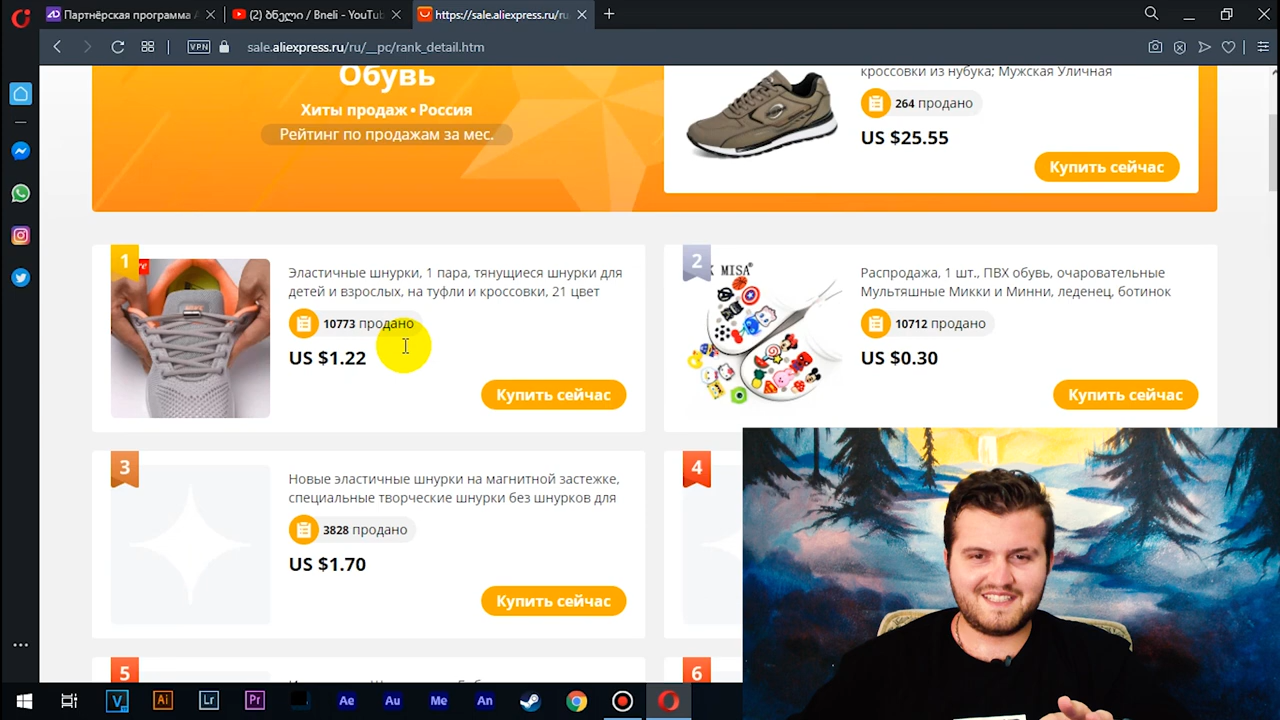 Партнёрская программа A
(2) ბნელი / Bneli - YouTu
https://sale.aliexpress.ru/ru
VPN
sale.aliexpress.ru/ru/__pc/rank_detail.htm
Обувь
Хиты продаж • Россия
Рейтинг по продажам за мес.
кроссовки из нубука; Мужская Уличная
264 продано
US $25.55
Купить сейчас
1
Эластичные шнурки, 1 пара, тянущиеся шнурки для
детей и взрослых, на туфли и кроссовки, 21 цвет
10773 продано
US $1.22
Купить сейчас
2
MISA
Распродажа, 1 шт., ПВХ обувь, очаровательные
Мультяшные Микки и Минни, леденец, ботинок
10712 продано
US $0.30
Купить сейчас
3
Новые эластичные шнурки на магнитной застежке,
специальные творческие шнурки без шнурков для
3828 продано
US $1.70
Купить сейчас
4
5
6
V Ai Lr Pr Ae Au Me An